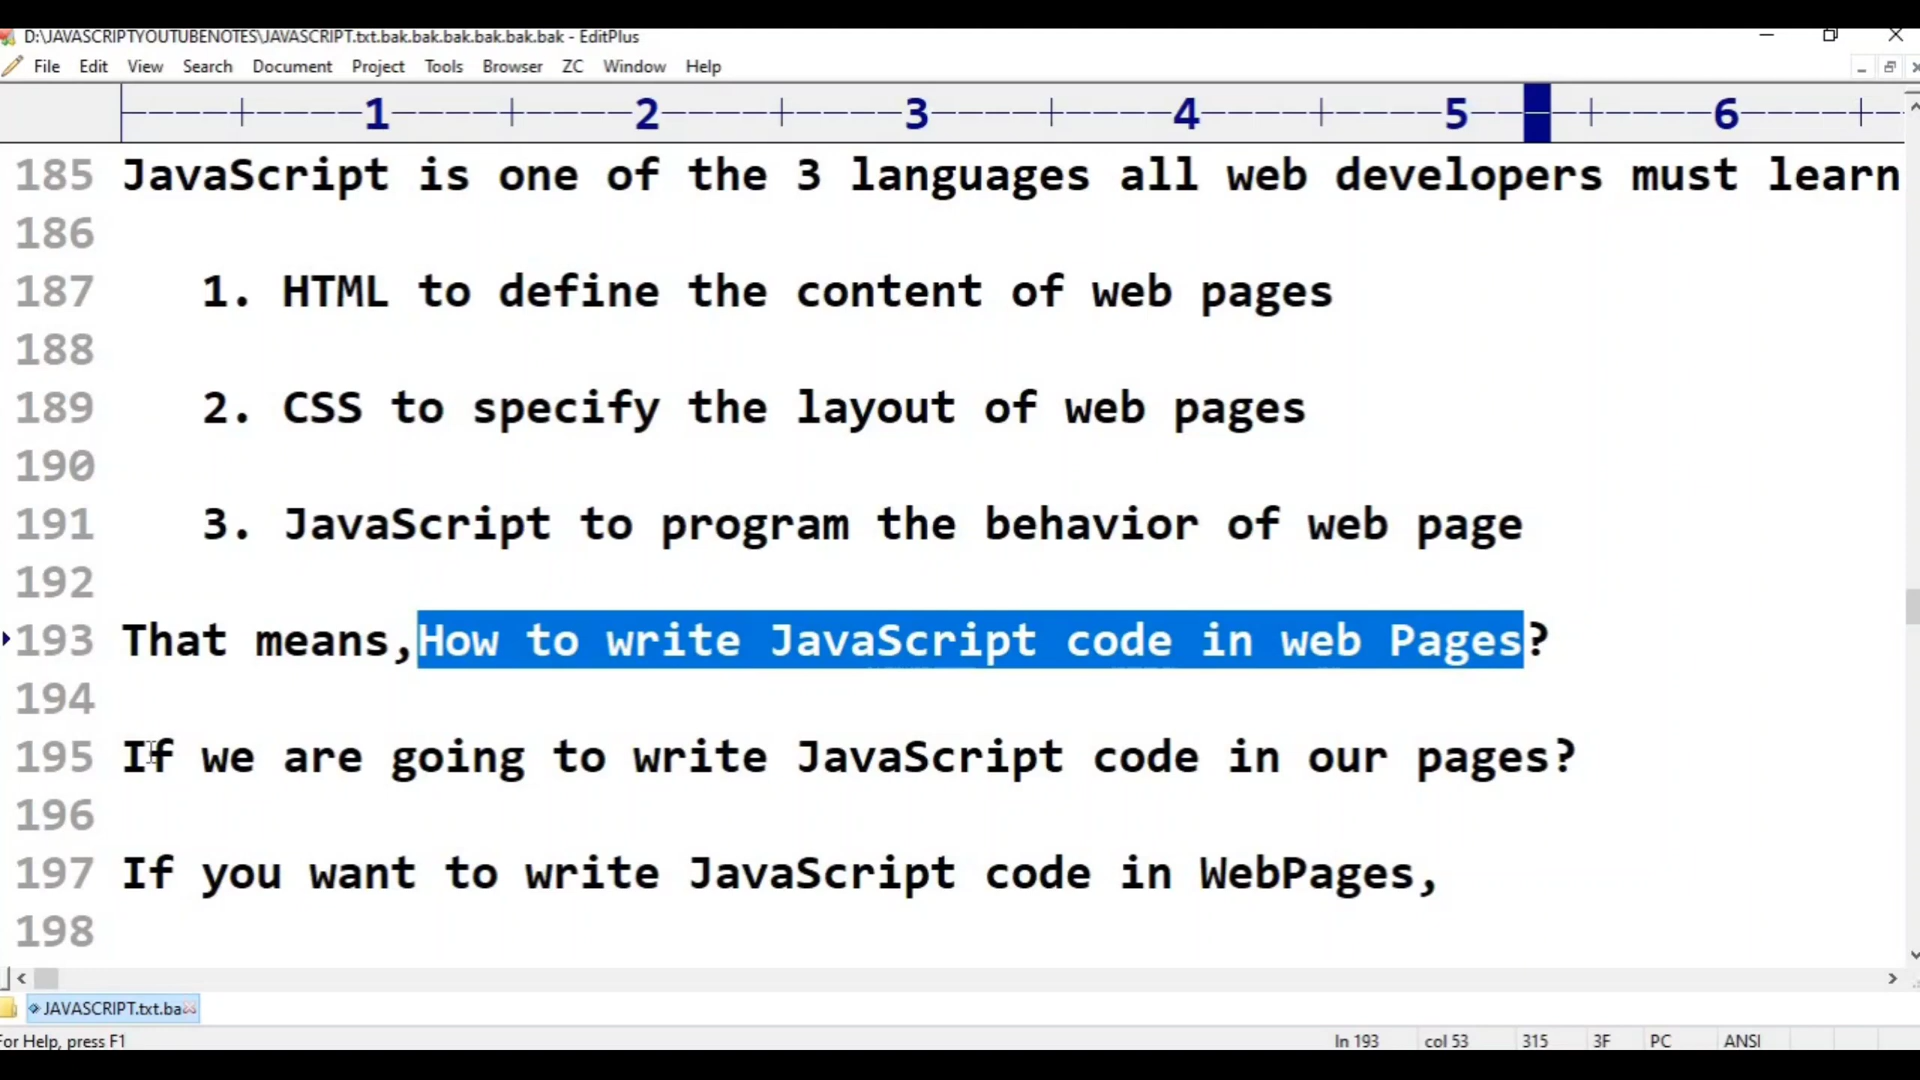 D:\JAVASCRIPTYOUTUBENOTES\JAVASCRIPT.txt.bak.bak.bak.bak.bak.bak - EditPlus
File Edit View Search Document Project Tools Browser ZC Window Help
1 2 3 4 5 6
185 JavaScript is one of the 3 languages all web developers must learn
186
187 1. HTML to define the content of web pages
188
189 2. CSS to specify the layout of web pages
190
191 3. JavaScript to program the behavior of web page
192
193 That means,How to write JavaScript code in web Pages?
194
195 If we are going to write JavaScript code in our pages?
196
197 If you want to write JavaScript code in WebPages,
198
JAVASCRIPT.txt.ba
For Help, press F1 ln 193 col 53 315 3F PC ANSI